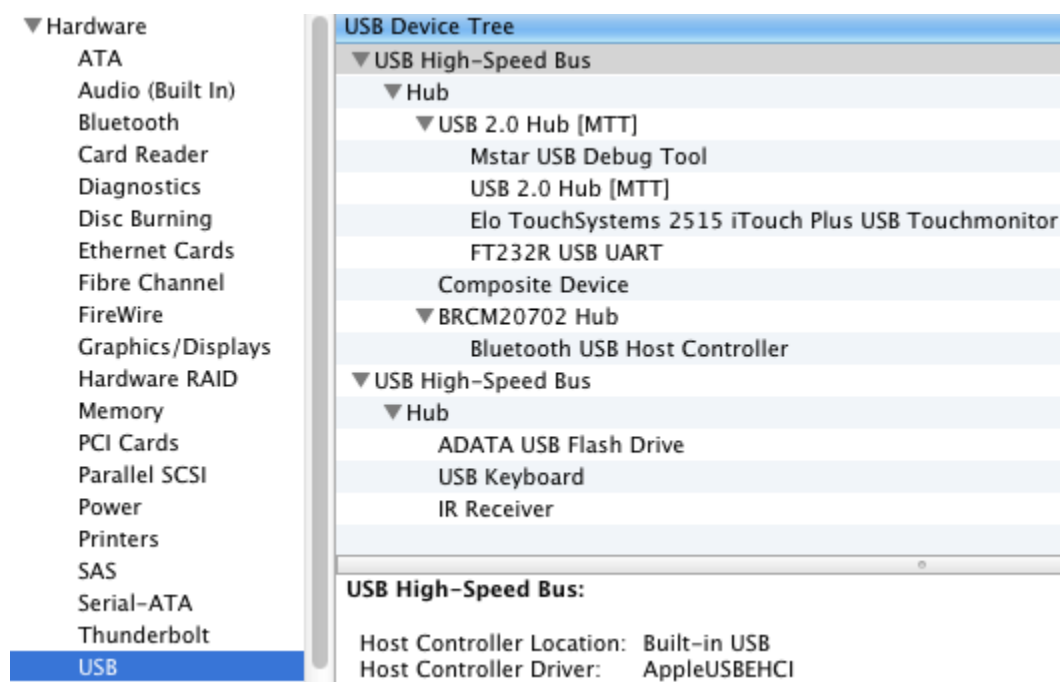 Hardware
ATA
Audio (Built In)
Bluetooth
Card Reader
Diagnostics
Disc Burning
Ethernet Cards
Fibre Channel
FireWire
Graphics/Displays
Hardware RAID
Memory
PCI Cards
Parallel SCSI
Power
Printers
SAS
Serial-ATA
Thunderbolt
USB
USB Device Tree
USB High-Speed Bus
Hub
USB 2.0 Hub [MTT]
Mstar USB Debug Tool
USB 2.0 Hub [MTT]
Elo TouchSystems 2515 iTouch Plus USB Touchmonitor
FT232R USB UART
Composite Device
BRCM20702 Hub
Bluetooth USB Host Controller
USB High-Speed Bus
Hub
ADATA USB Flash Drive
USB Keyboard
IR Receiver
USB High-Speed Bus:
Host Controller Location: Built-in USB
Host Controller Driver: AppleUSBEHCI